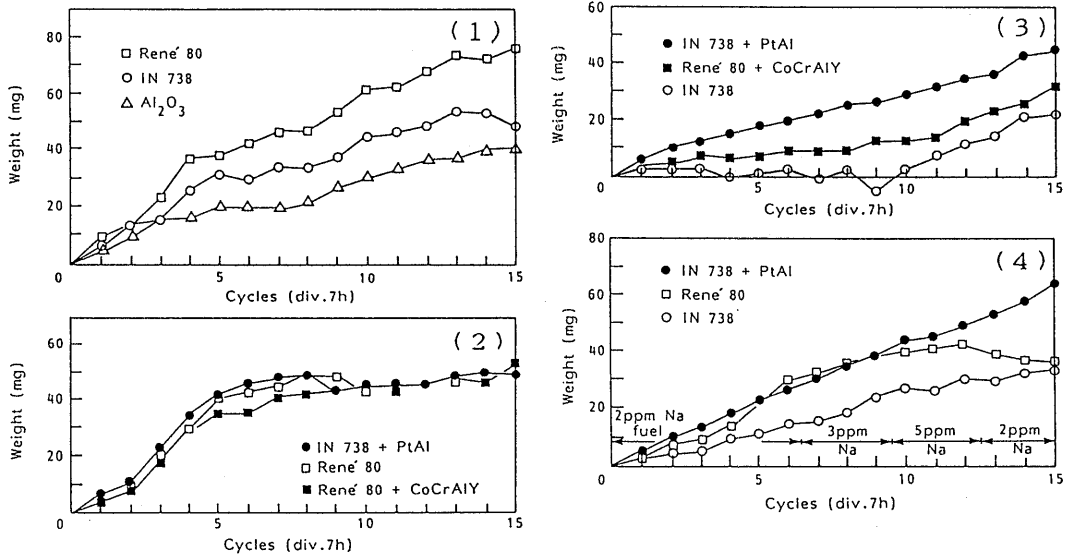 (1)
80
60
40
20
0
5
10
15
Weight (mg)
Cycles (div.7h)
René 80
IN 738
Al₂O₃
(2)
60
40
20
0
5
10
15
Weight (mg)
Cycles (div.7h)
IN 738 + PtAl
René 80
René 80 + CoCrAlY
(3)
60
40
20
0
5
10
15
Weight (mg)
Cycles (div.7h)
IN 738 + PtAl
René 80 + CoCrAlY
IN 738
(4)
80
60
40
20
0
5
10
15
Weight (mg)
Cycles (div.7h)
IN 738 + PtAl
René 80
IN 738
2ppm Na
fuel
3ppm
Na
5ppm
Na
2ppm
Na